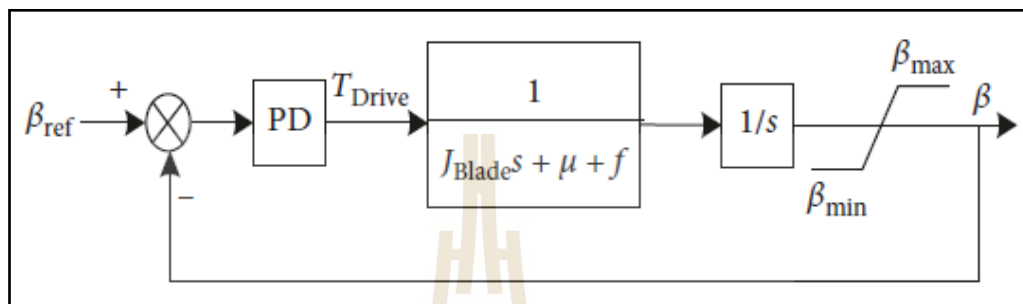 β_ref
+
−
PD
T_Drive
1
J_Blade s + μ + f
1/s
β_max
β_min
β